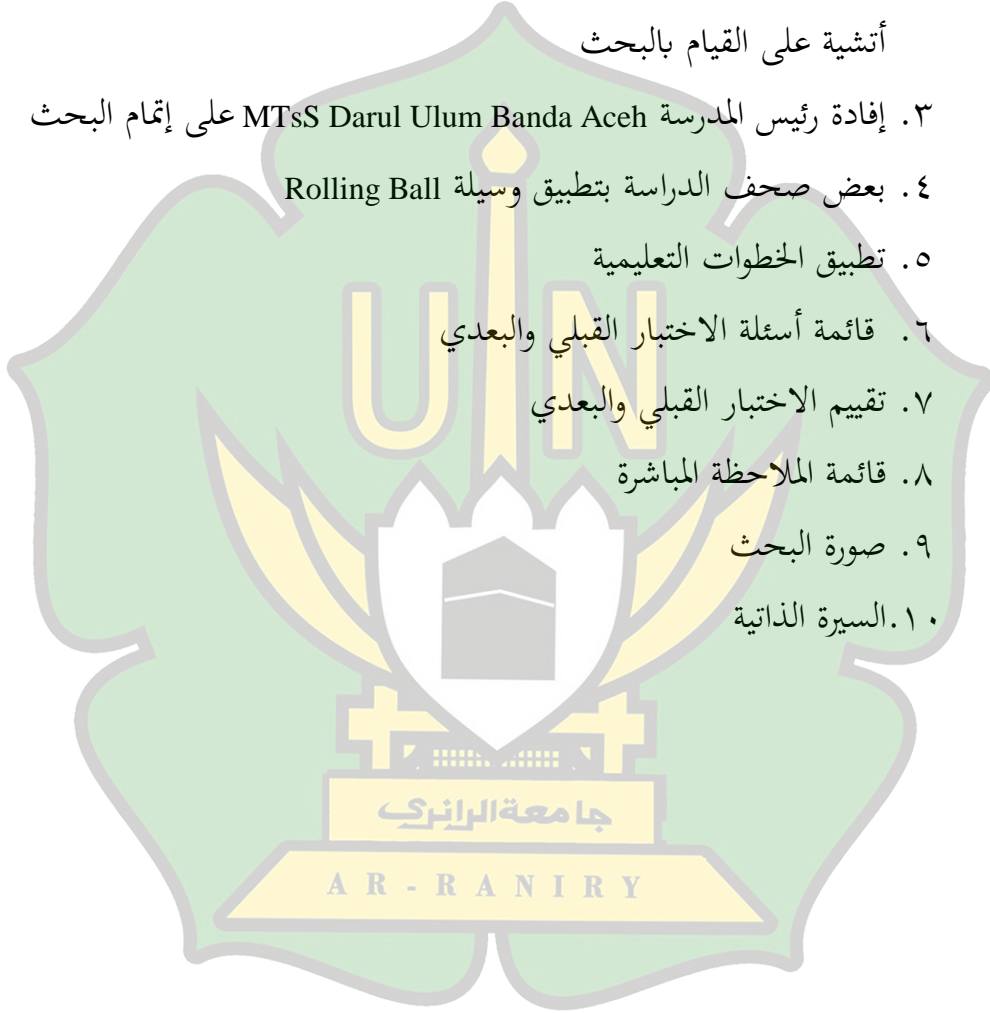 أتشية على القيام بالبحث
٣. إفادة رئيس المدرسة MTsS Darul Ulum Banda Aceh على إتمام البحث
٤. بعض صحف الدراسة بتطبيق وسيلة Rolling Ball
٥. تطبيق الخطوات التعليمية
٦. قائمة أسئلة الاختبار القبلي والبعدي
٧. تقييم الاختبار القبلي والبعدي
٨. قائمة الملاحظة المباشرة
٩. صورة البحث
١٠.السيرة الذاتية
UIN
جامعة الرانري
AR-RANIRY